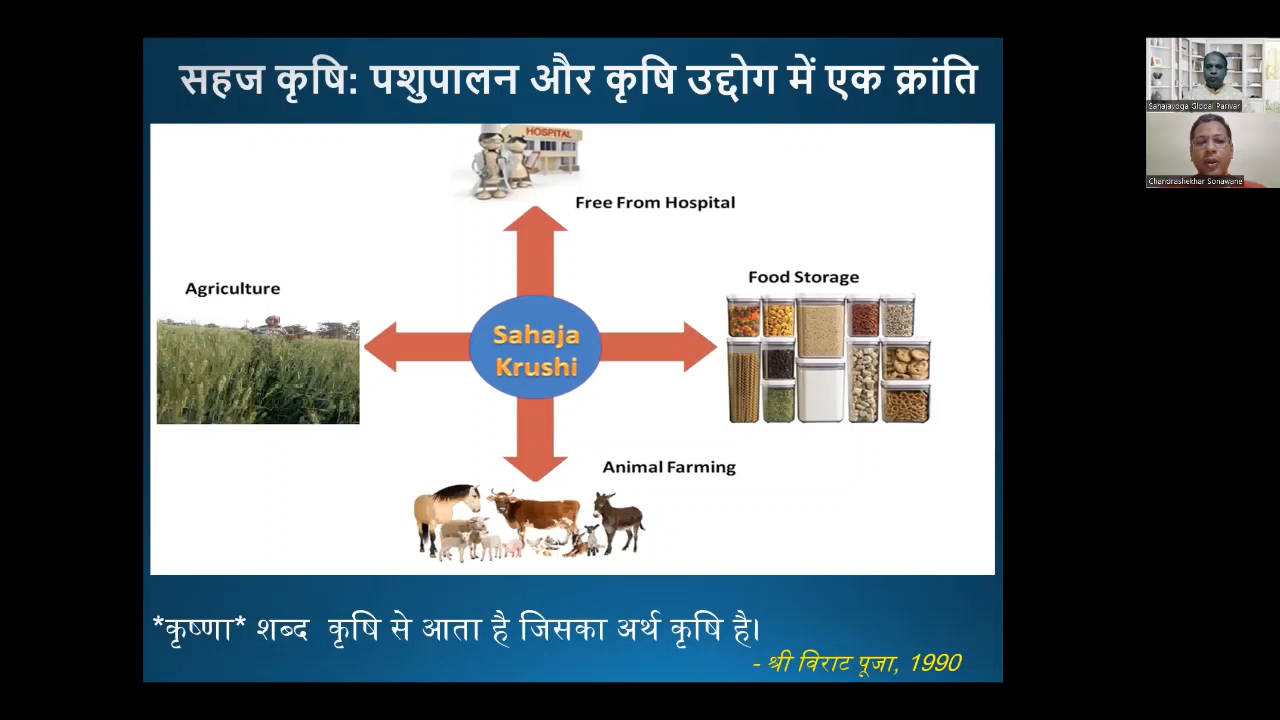 सहज कृषि: पशुपालन और कृषि उद्दोग में एक क्रांति
HOSPITAL
Free From Hospital
Food Storage
Agriculture
Sahaja
Krushi
Animal Farming
*कृष्णा* शब्द कृषि से आता है जिसका अर्थ कृषि है।
- श्री विराट पूजा, 1990
Sahajayoga Global Parivar
Chandrashekhar Sonawane